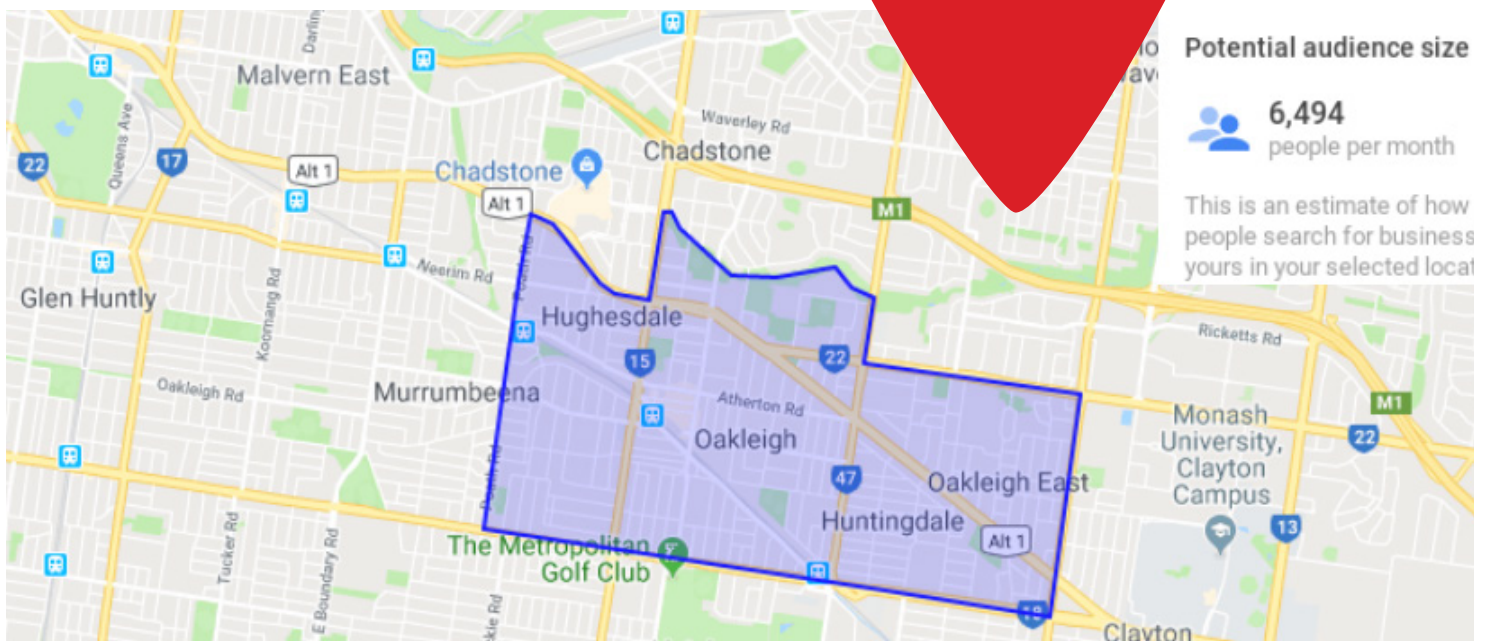 Darling
Malvern East
Queens Ave
22
17
Alt 1
Waverley Rd
Chadstone
Chadstone
Alt 1
M1
Neerim Rd
Glen Huntly
Koornang Rd
Hughesdale
15
22
Ricketts Rd
Oakleigh Rd
Murrumbeena
Atherton Rd
M1
Oakleigh
Monash
University,
Clayton
Campus
22
47
Oakleigh East
Huntingdale
Alt 1
13
The Metropolitan
Golf Club
Tucker Rd
E Boundary Rd
Clayton
Potential audience size
6,494
people per month
This is an estimate of how
people search for business
yours in your selected locat